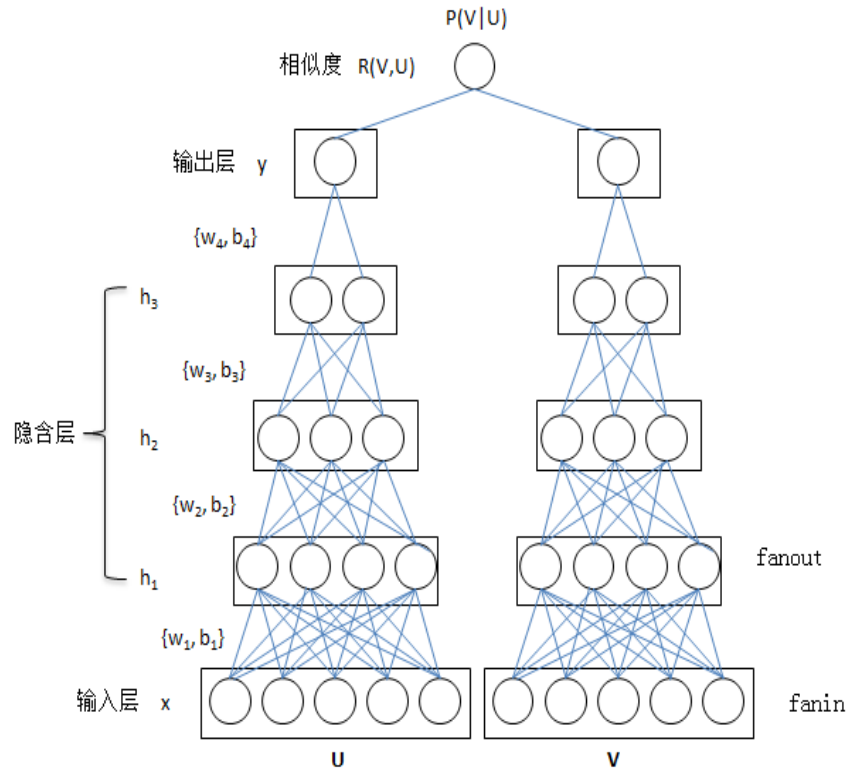 P(V|U)
相似度 R(V,U)
输出层 y
{w₄, b₄}
h₃
{w₃, b₃}
隐含层
h₂
{w₂, b₂}
h₁
fanout
{w₁, b₁}
输入层 x
fanin
U V